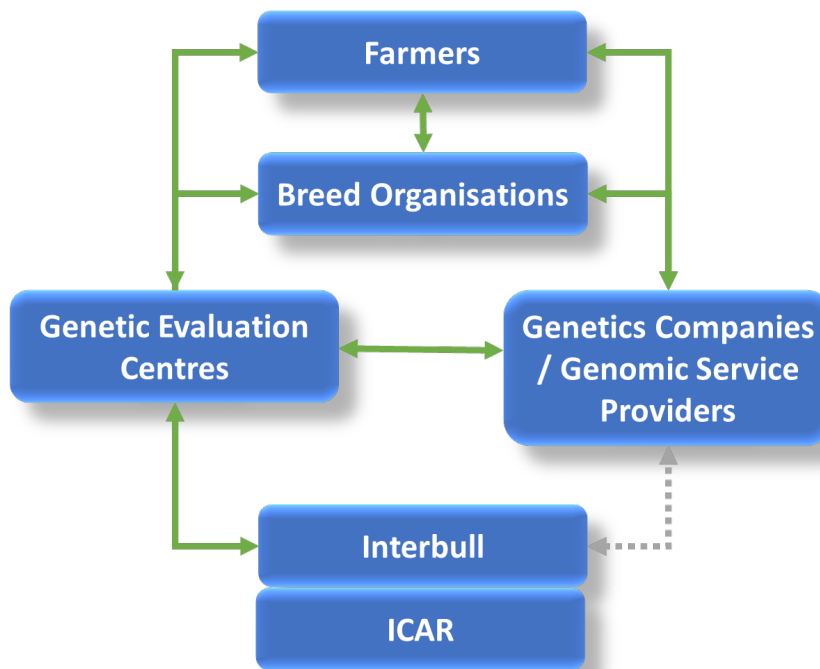 Farmers
Breed Organisations
Genetic Evaluation
Centres
Genetics Companies
/ Genomic Service
Providers
Interbull
ICAR